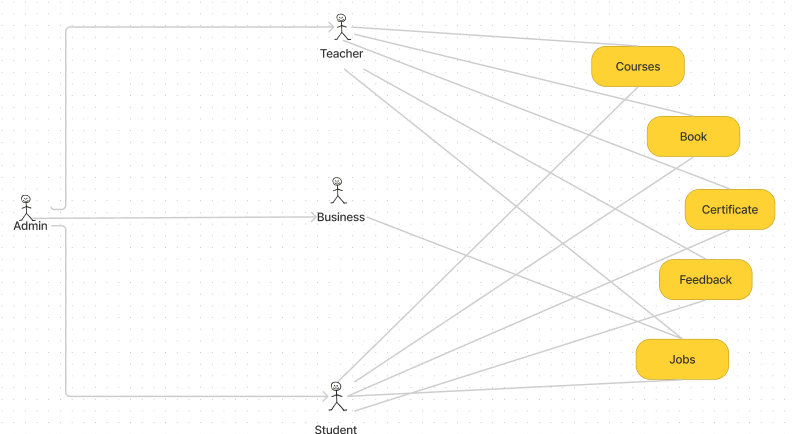 Teacher
Courses
Book
Certificate
Admin
Business
Feedback
Jobs
Student